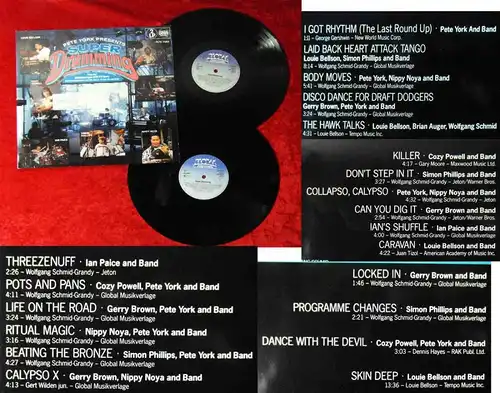 PETE YORK PRESENTS
SUPER
Drumming
I GOT RHYTHM (The Last Round Up) · Pete York And Band
1:11 – George Gershwin – New World Music Corp.
LAID BACK HEART ATTACK TANGO
Louie Bellson, Simon Phillips and Band
8:14 – Wolfgang Schmid-Grandy – Global Musikverlage
BODY MOVES · Pete York, Nippy Noya and Band
5:41 – Wolfgang Schmid-Grandy – Global Musikverlage
DISCO DANCE FOR DRAFT DODGERS
Gerry Brown, Pete York and Band
3:24 – Wolfgang Schmid-Grandy – Global Musikverlage
THE HAWK TALKS · Louie Bellson, Brian Auger, Wolfgang Schmid
4:31 – Louie Bellson – Tempo Music Inc.
KILLER · Cozy Powell and Band
4:17 – Gary Moore – Maxwood Music Ltd.
DON'T STEP IN IT · Simon Phillips and Band
3:27 – Wolfgang Schmid-Grandy – Jeton/Warner Bros.
COLLAPSO, CALYPSO · Pete York, Nippy Noya and Band
4:32 – Wolfgang Schmid-Grandy – Jeton
CAN YOU DIG IT · Gerry Brown and Band
2:54 – Wolfgang Schmid-Grandy – Jeton/Warner Bros.
IAN'S SHUFFLE · Ian Paice and Band
4:00 – Wolfgang Schmid-Grandy – Global Musikverlage
CARAVAN · Louie Bellson and Band
4:22 – Juan Tizol – American Academy of Music Inc.
THREEZENUFF · Ian Paice and Band
2:26 – Wolfgang Schmid-Grandy – Jeton
POTS AND PANS · Cozy Powell, Pete York and Band
4:11 – Wolfgang Schmid-Grandy – Global Musikverlage
LIFE ON THE ROAD · Gerry Brown, Pete York and Band
3:24 – Wolfgang Schmid-Grandy – Global Musikverlage
RITUAL MAGIC · Nippy Noya, Pete York and Band
3:16 – Wolfgang Schmid-Grandy – Global Musikverlage
BEATING THE BRONZE · Simon Phillips, Pete York and Band
4:27 – Wolfgang Schmid-Grandy – Global Musikverlage
CALYPSO X · Gerry Brown, Nippy Noya and Band
4:13 – Gert Wilden jun. – Global Musikverlage
LOCKED IN · Gerry Brown and Band
1:46 – Wolfgang Schmid-Grandy – Global Musikverlage
PROGRAMME CHANGES · Simon Phillips and Band
2:21 – Wolfgang Schmid-Grandy – Global Musikverlage
DANCE WITH THE DEVIL · Cozy Powell, Pete York and Band
3:03 – Dennis Hayes – RAK Publ. Ltd.
SKIN DEEP · Louie Bellson and Band
13:36 – Louie Bellson – Tempo Music Inc.